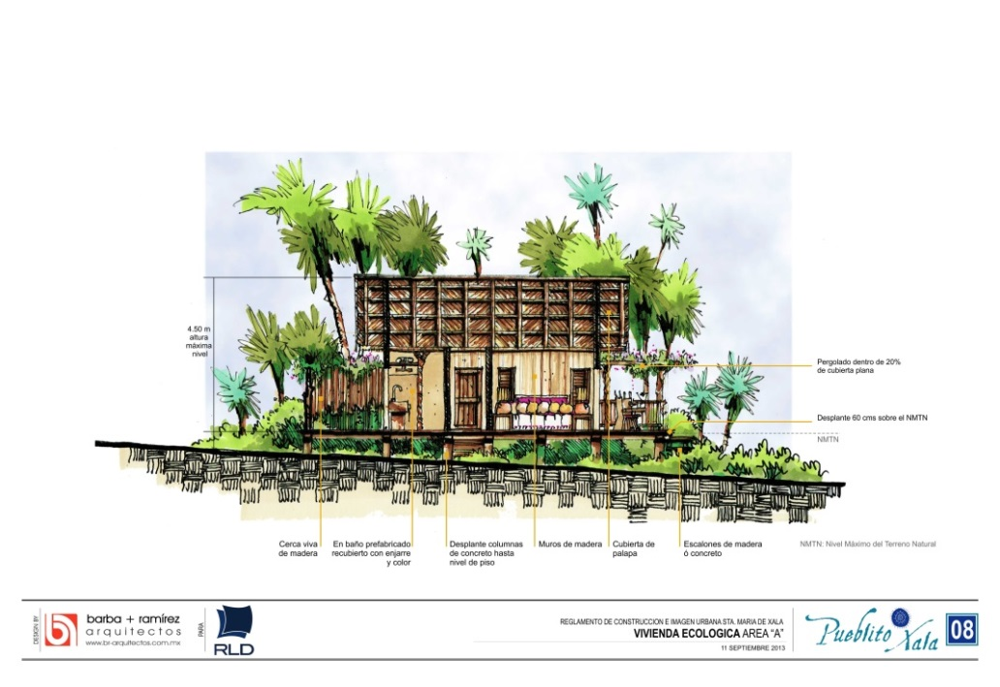 4.50 m
altura
máxima
nivel
Pergolado dentro de 20%
de cubierta plana
Desplante 60 cms sobre el NMTN
NMTN
Cerca viva
de madera
En baño prefabricado
recubierto con enjarre
y color
Desplante columnas
de concreto hasta
nivel de piso
Muros de madera
Cubierta de
palapa
Escalones de madera
ó concreto
NMTN: Nivel Máximo del Terreno Natural
DESIGN BY
barba + ramírez
arquitectos
www.br-arquitectos.com.mx
PARA
RLD
REGLAMENTO DE CONSTRUCCION E IMAGEN URBANA STA. MARIA DE XALA
VIVIENDA ECOLOGICA AREA "A"
11 SEPTIEMBRE 2013
Pueblito Xala
08